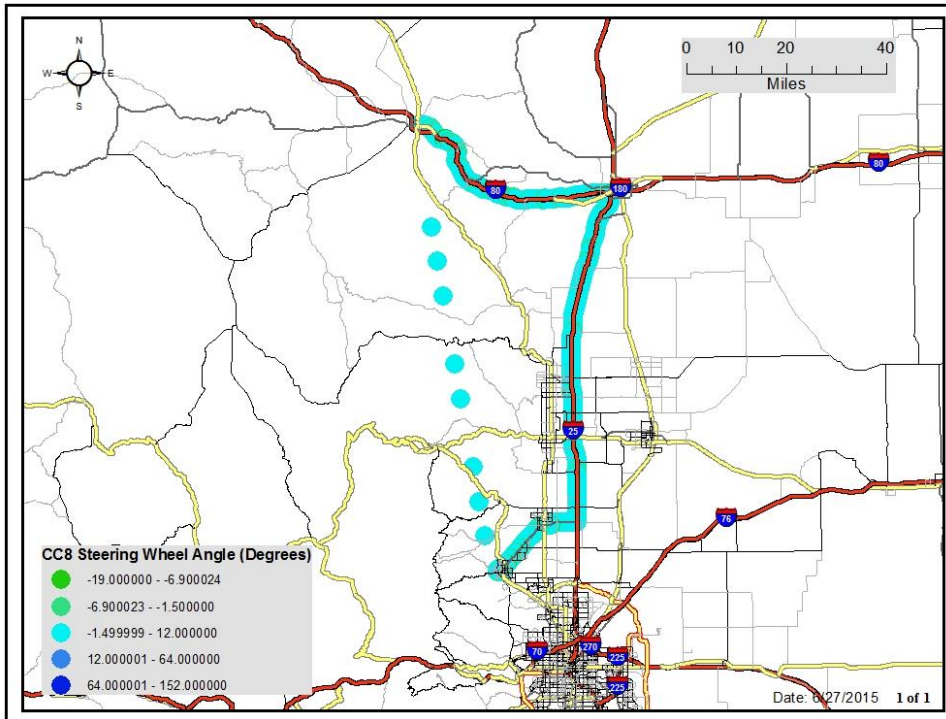 N
W E
S
0 10 20 40
Miles
80
180
80
25
76
CC8 Steering Wheel Angle (Degrees)
-19.000000 - -6.900024
-6.900023 - -1.500000
-1.499999 - 12.000000
12.000001 - 64.000000
64.000001 - 152.000000
70
270
225
225
Date: 6/27/2015 1 of 1